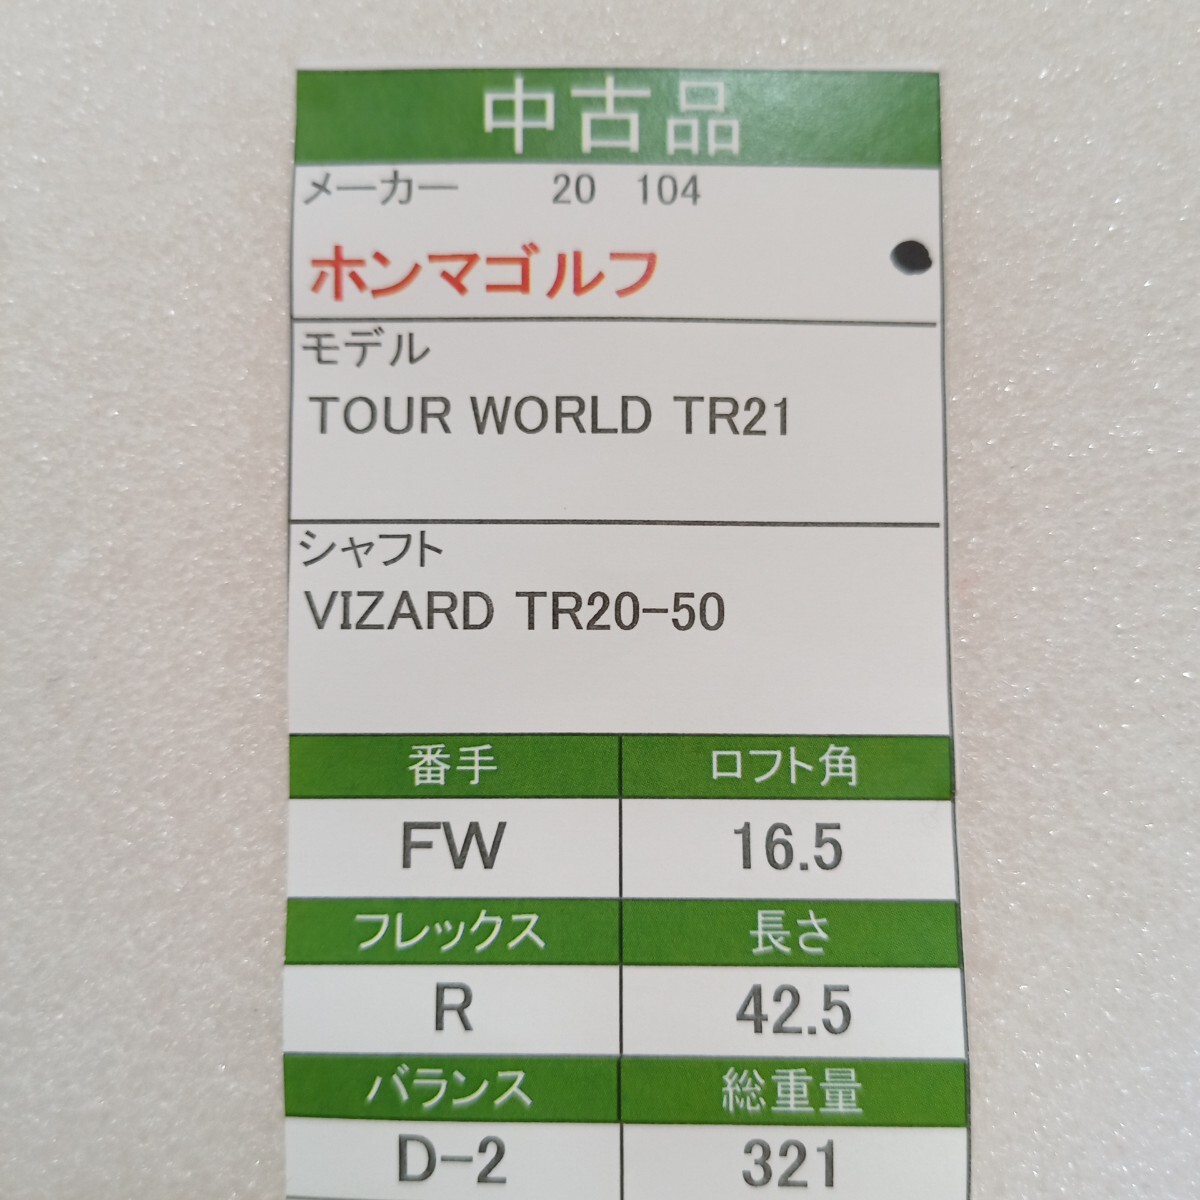 中古品
メーカー 20 104
ホンマゴルフ
モデル
TOUR WORLD TR21
シャフト
VIZARD TR20-50
番手 ロフト角
FW 16.5
フレックス 長さ
R 42.5
バランス 総重量
D-2 321